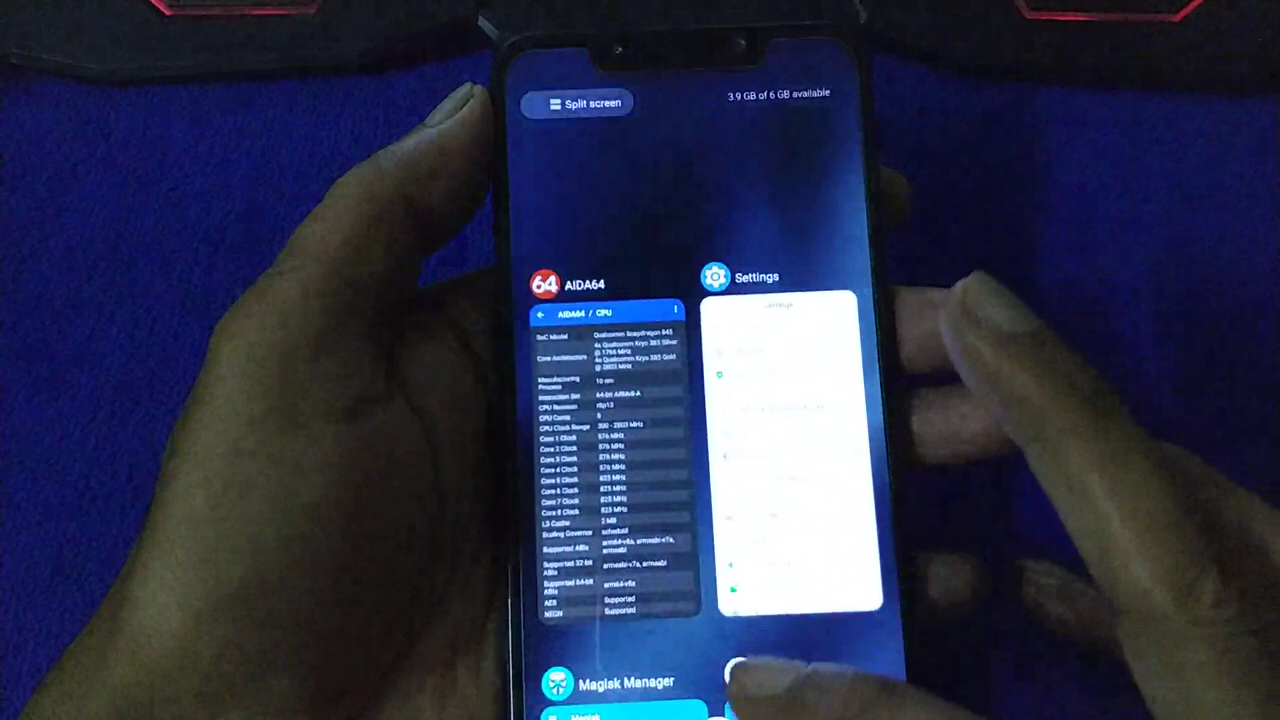 Split screen
3.9 GB of 6 GB available
64 AIDA64
Settings
AIDA64 / CPU
SoC Model Qualcomm Snapdragon 845
Core Architecture 4x Qualcomm Kryo 385 Silver
@ 1766 MHz
4x Qualcomm Kryo 385 Gold
@ 2803 MHz
Manufacturing
Process 10 nm
Instruction Set 64-bit ARMv8-A
CPU Revision r6p13
CPU Cores 8
CPU Clock Range 300 - 2803 MHz
Core 1 Clock 576 MHz
Core 2 Clock 576 MHz
Core 3 Clock 576 MHz
Core 4 Clock 576 MHz
Core 5 Clock 825 MHz
Core 6 Clock 825 MHz
Core 7 Clock 825 MHz
Core 8 Clock 825 MHz
L3 Cache 2 MB
Scaling Governor schedutil
Supported ABIs arm64-v8a, armeabi-v7a,
armeabi
Supported 32-bit
ABIs armeabi-v7a, armeabi
Supported 64-bit
ABIs arm64-v8a
AES Supported
NEON Supported
Settings
Magisk Manager
Magisk